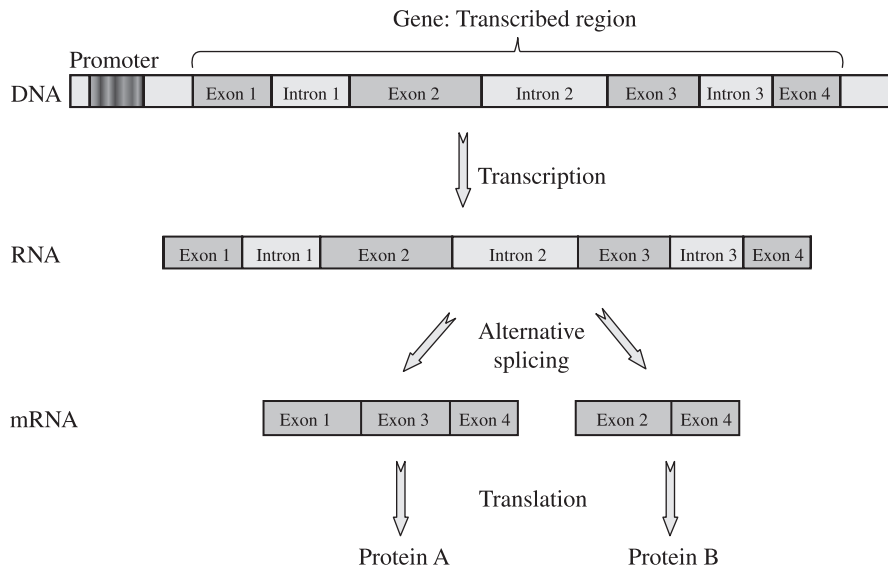 Gene: Transcribed region
Promoter
DNA
Exon 1 Intron 1 Exon 2 Intron 2 Exon 3 Intron 3 Exon 4
Transcription
RNA
Exon 1 Intron 1 Exon 2 Intron 2 Exon 3 Intron 3 Exon 4
Alternative
splicing
mRNA
Exon 1 Exon 3 Exon 4 Exon 2 Exon 4
Translation
Protein A Protein B